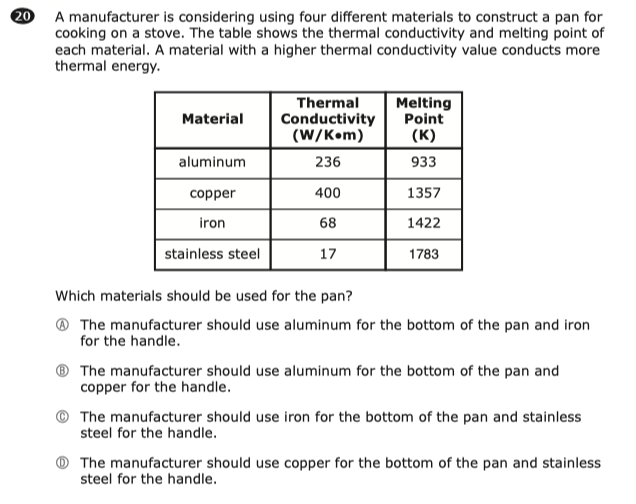 20 A manufacturer is considering using four different materials to construct a pan for
cooking on a stove. The table shows the thermal conductivity and melting point of
each material. A material with a higher thermal conductivity value conducts more
thermal energy.
Material Thermal Conductivity (W/K•m) Melting Point (K)
aluminum 236 933
copper 400 1357
iron 68 1422
stainless steel 17 1783
Which materials should be used for the pan?
Ⓐ The manufacturer should use aluminum for the bottom of the pan and iron
for the handle.
Ⓑ The manufacturer should use aluminum for the bottom of the pan and
copper for the handle.
Ⓒ The manufacturer should use iron for the bottom of the pan and stainless
steel for the handle.
Ⓓ The manufacturer should use copper for the bottom of the pan and stainless
steel for the handle.